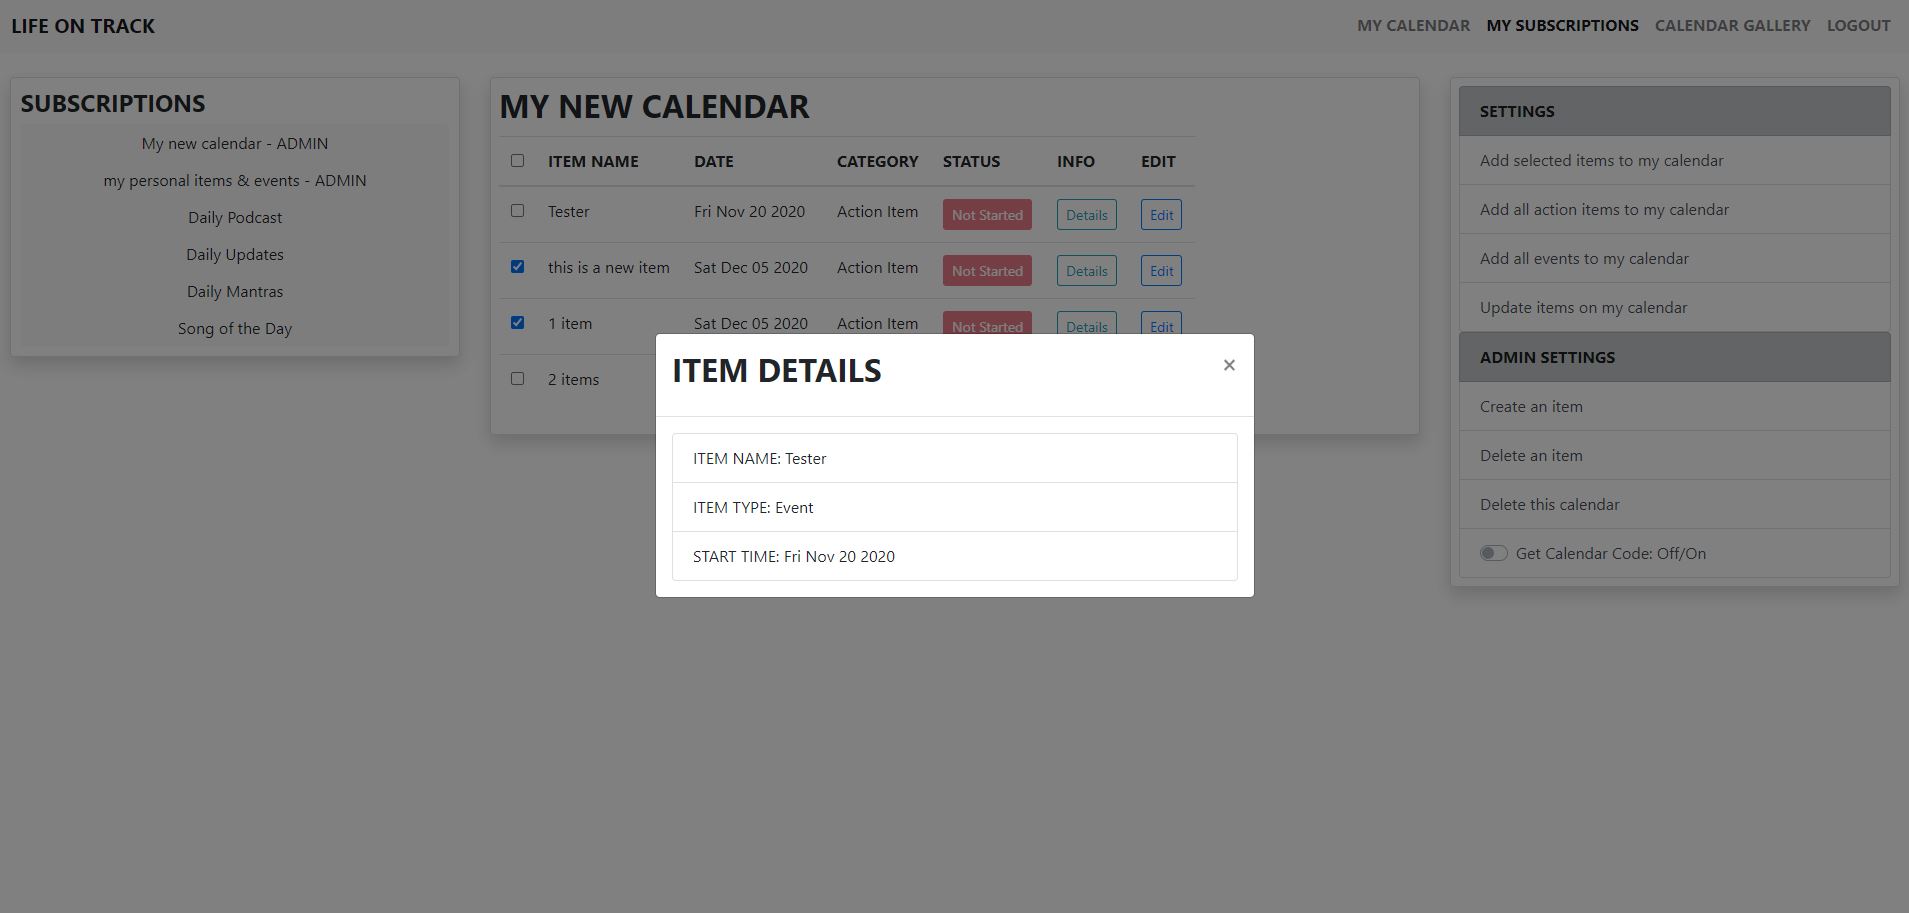 LIFE ON TRACK
MY CALENDAR MY SUBSCRIPTIONS CALENDAR GALLERY LOGOUT
SUBSCRIPTIONS
My new calendar - ADMIN
my personal items & events - ADMIN
Daily Podcast
Daily Updates
Daily Mantras
Song of the Day
MY NEW CALENDAR
ITEM NAME DATE CATEGORY STATUS INFO EDIT
Tester Fri Nov 20 2020 Action Item Not Started Details Edit
this is a new item Sat Dec 05 2020 Action Item Not Started Details Edit
1 item Sat Dec 05 2020 Action Item Not Started Details Edit
2 items
ITEM DETAILS ×
ITEM NAME: Tester
ITEM TYPE: Event
START TIME: Fri Nov 20 2020
SETTINGS
Add selected items to my calendar
Add all action items to my calendar
Add all events to my calendar
Update items on my calendar
ADMIN SETTINGS
Create an item
Delete an item
Delete this calendar
Get Calendar Code: Off/On